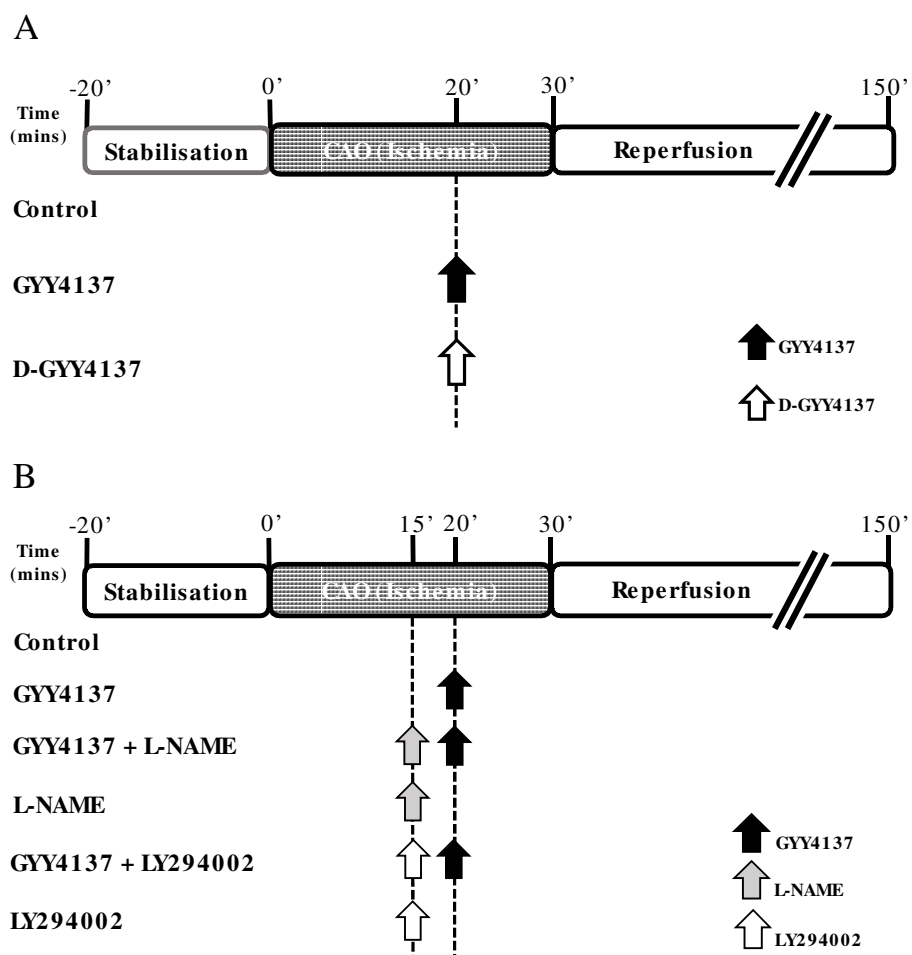 A
-20’ 0’ 20’ 30’ 150’
Time
(mins)
Stabilisation CAO (Ischemia) Reperfusion
Control
GYY4137
D-GYY4137
GYY4137
D-GYY4137
B
-20’ 0’ 15’ 20’ 30’ 150’
Time
(mins)
Stabilisation CAO (Ischemia) Reperfusion
Control
GYY4137
GYY4137 + L-NAME
L-NAME
GYY4137 + LY294002
LY294002
GYY4137
L-NAME
LY294002